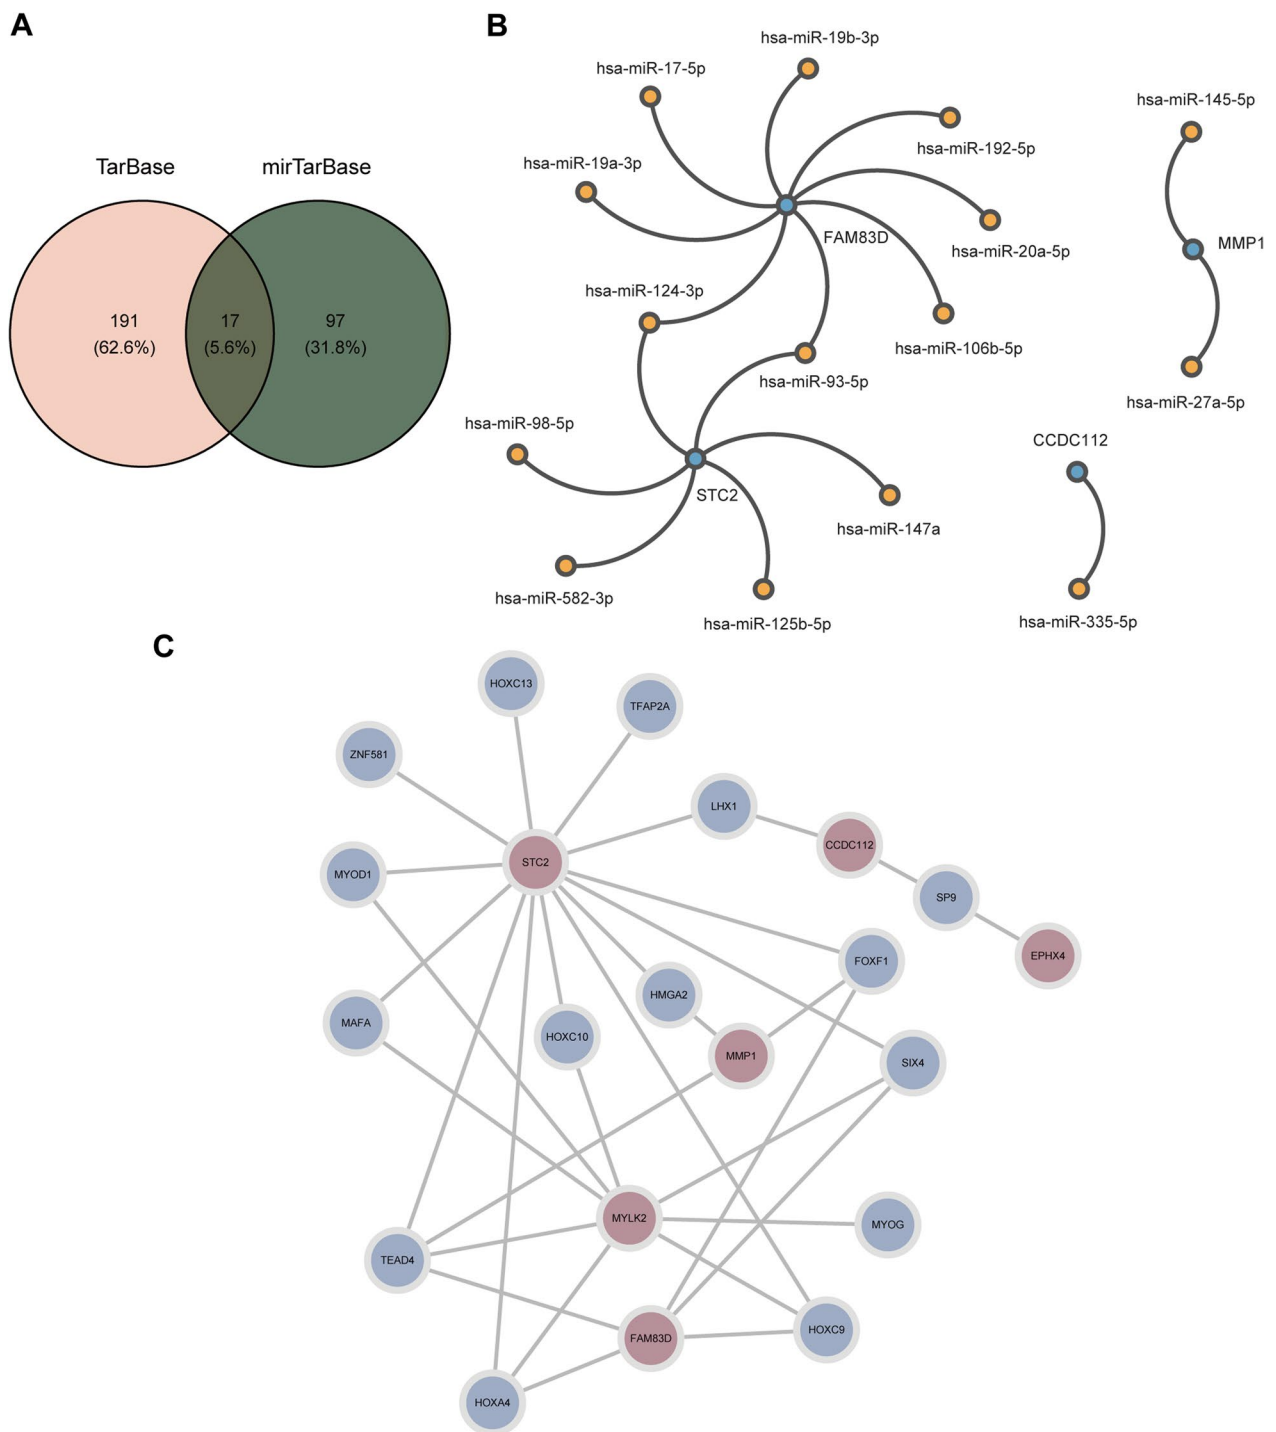 A
TarBase
mirTarBase
191
(62.6%)
17
(5.6%)
97
(31.8%)
B
hsa-miR-19b-3p
hsa-miR-17-5p
hsa-miR-145-5p
hsa-miR-192-5p
hsa-miR-19a-3p
FAM83D
MMP1
hsa-miR-20a-5p
hsa-miR-124-3p
hsa-miR-106b-5p
hsa-miR-93-5p
hsa-miR-27a-5p
hsa-miR-98-5p
CCDC112
STC2
hsa-miR-147a
hsa-miR-582-3p
hsa-miR-125b-5p
hsa-miR-335-5p
C
HOXC13
TFAP2A
ZNF581
LHX1
CCDC112
STC2
MYOD1
SP9
EPHX4
FOXF1
HMGA2
MAFA
HOXC10
MMP1
SIX4
MYLK2
MYOG
TEAD4
FAM83D
HOXC9
HOXA4